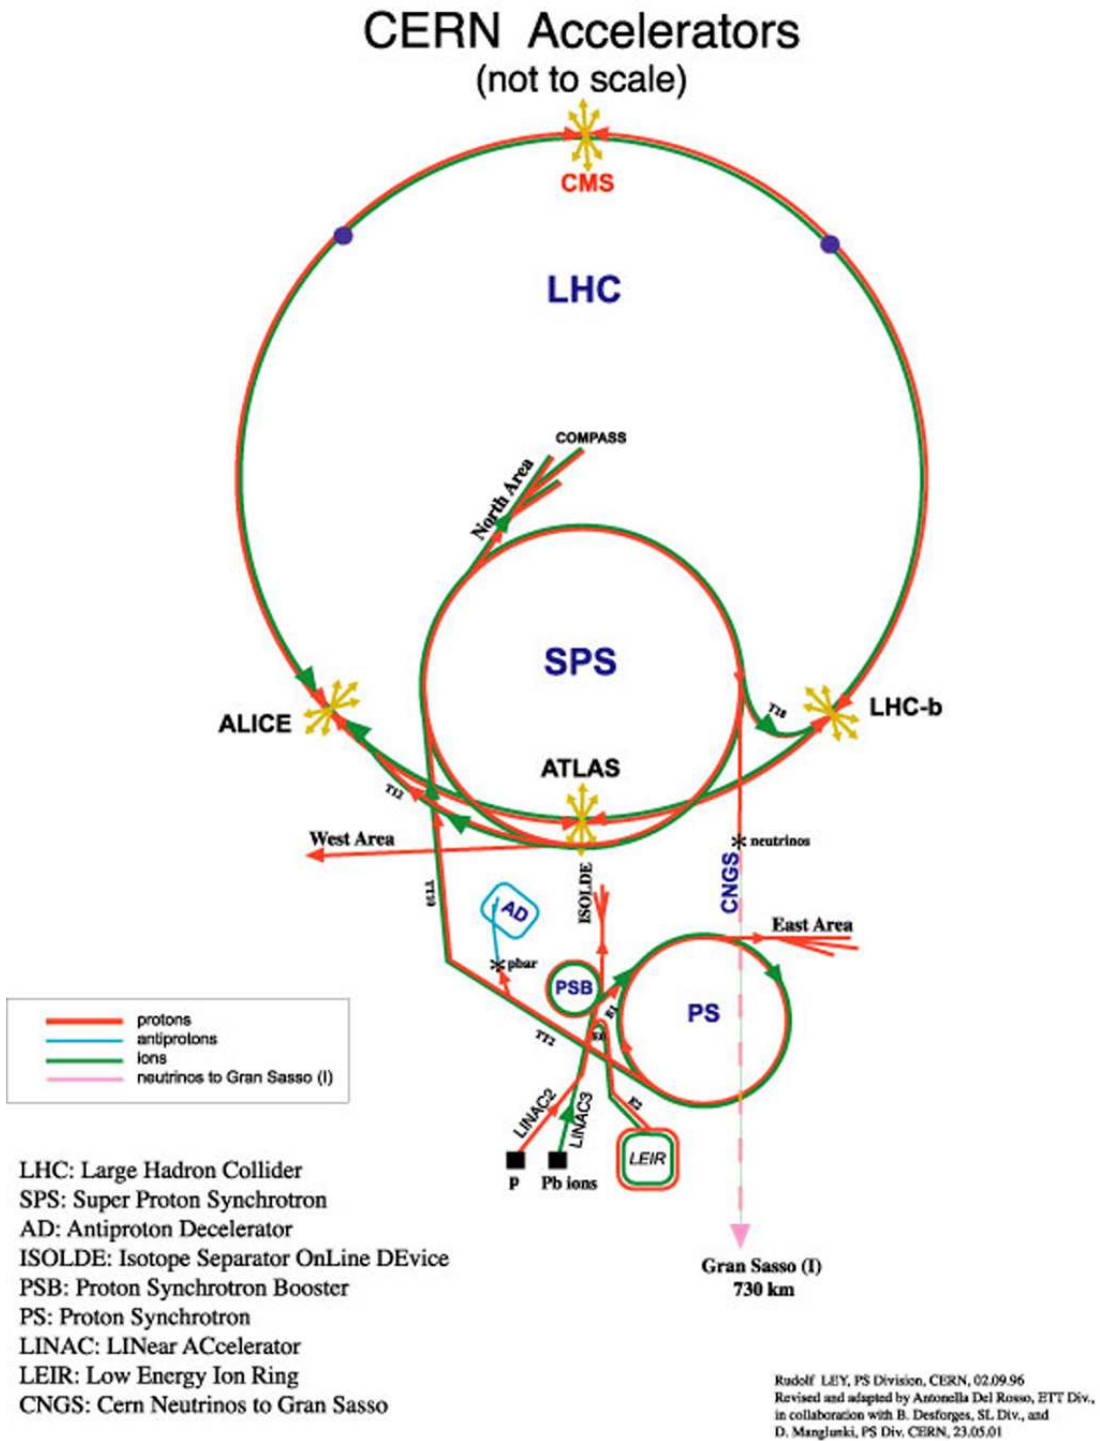 CERN Accelerators
(not to scale)
CMS
LHC
COMPASS
North Area
SPS
T18
LHC-b
ALICE
ATLAS
T12
West Area
neutrinos
CNGS
ISOLDE
TT10
AD
East Area
pbar
PSB
PS
E1
E0
TT2
protons
antiprotons
ions
neutrinos to Gran Sasso (I)
LINAC2
LINAC3
E2
LEIR
P
Pb ions
LHC: Large Hadron Collider
SPS: Super Proton Synchrotron
AD: Antiproton Decelerator
ISOLDE: Isotope Separator OnLine DEvice
PSB: Proton Synchrotron Booster
PS: Proton Synchrotron
LINAC: LINear ACcelerator
LEIR: Low Energy Ion Ring
CNGS: Cern Neutrinos to Gran Sasso
Gran Sasso (I)
730 km
Rudolf LEY, PS Division, CERN, 02.09.96
Revised and adapted by Antonella Del Rosso, ETT Div.,
in collaboration with B. Desforges, SL Div., and
D. Manglunki, PS Div. CERN, 23.05.01